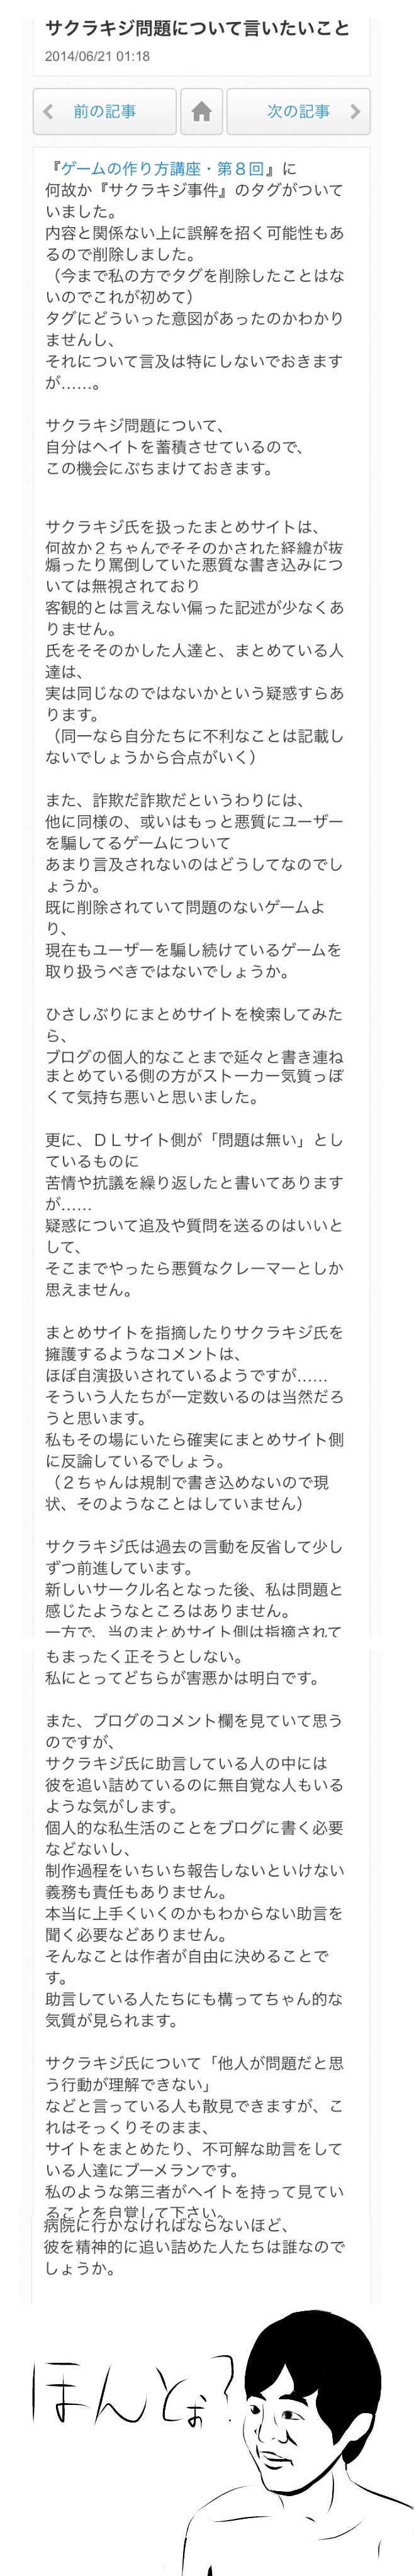 サクラキジ問題について言いたいこと
2014/06/21 01:18
前の記事
次の記事
『ゲームの作り方講座・第８回』に
何故か『サクラキジ事件』のタグがついて
いました。
内容と関係ない上に誤解を招く可能性もあ
るので削除しました。
（今まで私の方でタグを削除したことはな
いのでこれが初めて）
タグにどういった意図があったのかわかり
ませんし、
それについて言及は特にしないでおきます
が……。
サクラキジ問題について、
自分はヘイトを蓄積させているので、
この機会にぶちまけておきます。
サクラキジ氏を扱ったまとめサイトは、
何故か２ちゃんでそそのかされた経緯が抜
煽ったり罵倒していた悪質な書き込みにつ
いては無視されており
客観的とは言えない偏った記述が少なくあ
りません。
氏をそそのかした人達と、まとめている人
達は、
実は同じなのではないかという疑惑すらあ
ります。
（同一なら自分たちに不利なことは記載し
ないでしょうから合点がいく）
また、詐欺だ詐欺だというわりには、
他に同様の、或いはもっと悪質にユーザー
を騙してるゲームについて
あまり言及されないのはどうしてなのでし
ょうか。
既に削除されていて問題のないゲームよ
り、
現在もユーザーを騙し続けているゲームを
取り扱うべきではないでしょうか。
ひさしぶりにまとめサイトを検索してみた
ら、
ブログの個人的なことまで延々と書き連ね
まとめている側の方がストーカー気質っぽ
くて気持ち悪いと思いました。
更に、ＤＬサイト側が「問題は無い」とし
ているものに
苦情や抗議を繰り返したと書いてあります
が……
疑惑について追及や質問を送るのはいいと
して、
そこまでやったら悪質なクレーマーとしか
思えません。
まとめサイトを指摘したりサクラキジ氏を
擁護するようなコメントは、
ほぼ自演扱いされているようですが……
そういう人たちが一定数いるのは当然だろ
うと思います。
私もその場にいたら確実にまとめサイト側
に反論しているでしょう。
（２ちゃんは規制で書き込めないので現
状、そのようなことはしていません）
サクラキジ氏は過去の言動を反省して少し
ずつ前進しています。
新しいサークル名となった後、私は問題と
感じたようなところはありません。
一方で、当のまとめサイト側は指摘されて
もまったく正そうとしない。
私にとってどちらが害悪かは明白です。
また、ブログのコメント欄を見ていて思う
のですが、
サクラキジ氏に助言している人の中には
彼を追い詰めているのに無自覚な人もいる
ような気がします。
個人的な私生活のことをブログに書く必要
などないし、
制作過程をいちいち報告しないといけない
義務も責任もありません。
本当に上手くいくのかもわからない助言を
聞く必要などありません。
そんなことは作者が自由に決めることで
す。
助言している人たちにも構ってちゃん的な
気質が見られます。
サクラキジ氏について「他人が問題だと思
う行動が理解できない」
などと言っている人も散見できますが、こ
れはそっくりそのまま、
サイトをまとめたり、不可解な助言をして
いる人達にブーメランです。
私のような第三者がヘイトを持って見てい
ることを自覚して下さい。
病院に行かなければならないほど、
彼を精神的に追い詰めた人たちは誰なので
しょうか。
ほんとぉ？